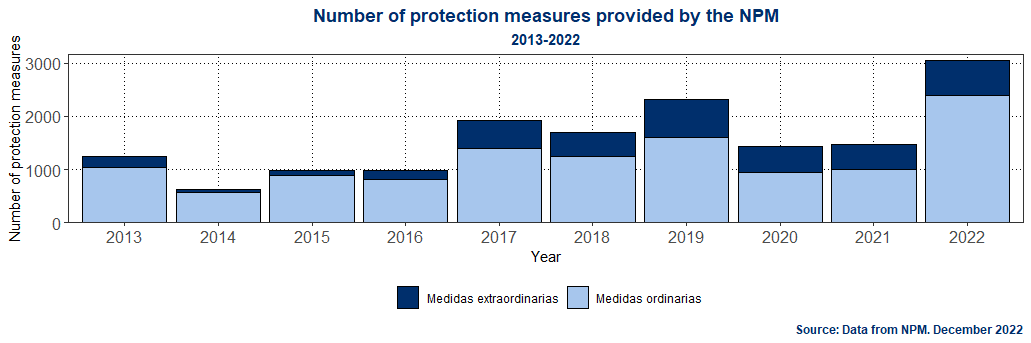 Number of protection measures provided by the NPM
2013-2022
Number of protection measures
3000
2000
1000
0
2013 2014 2015 2016 2017 2018 2019 2020 2021 2022
Year
Medidas extraordinarias Medidas ordinarias
Source: Data from NPM. December 2022